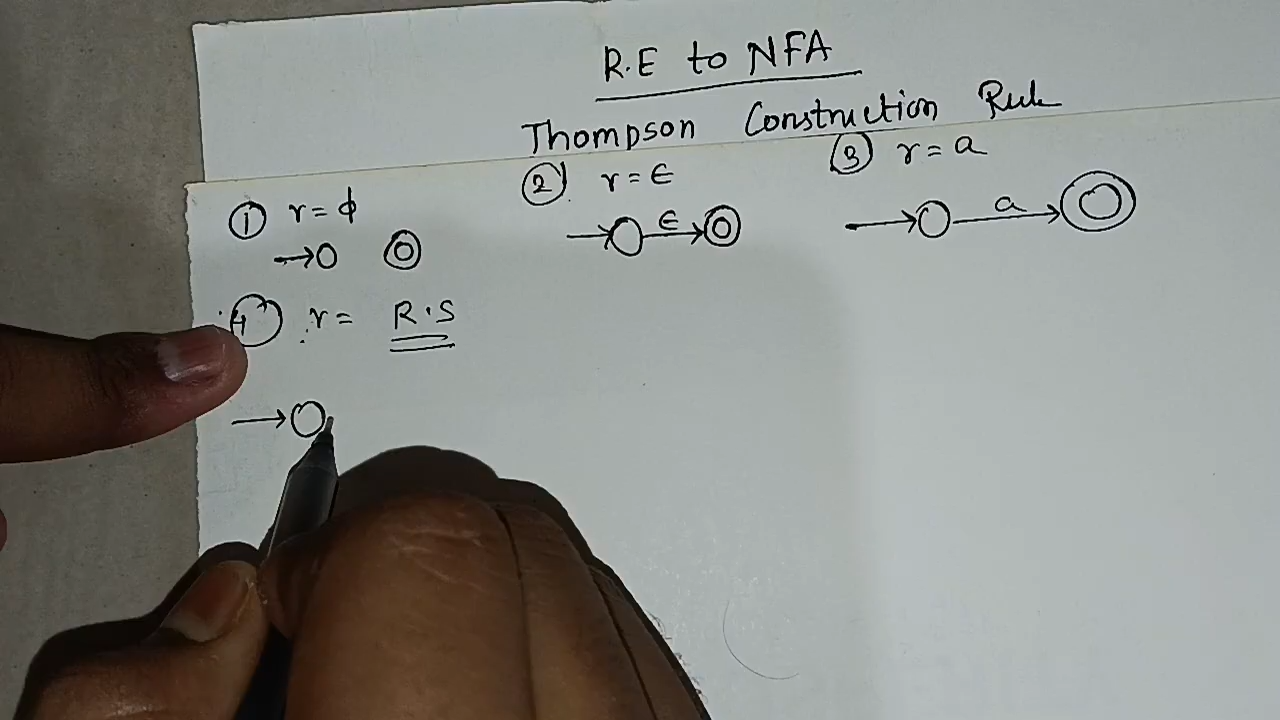 R.E to NFA
Thompson Construction Rule
① r = ϕ
② r = ϵ
③ r = a
ϵ
a
④ r = R.S